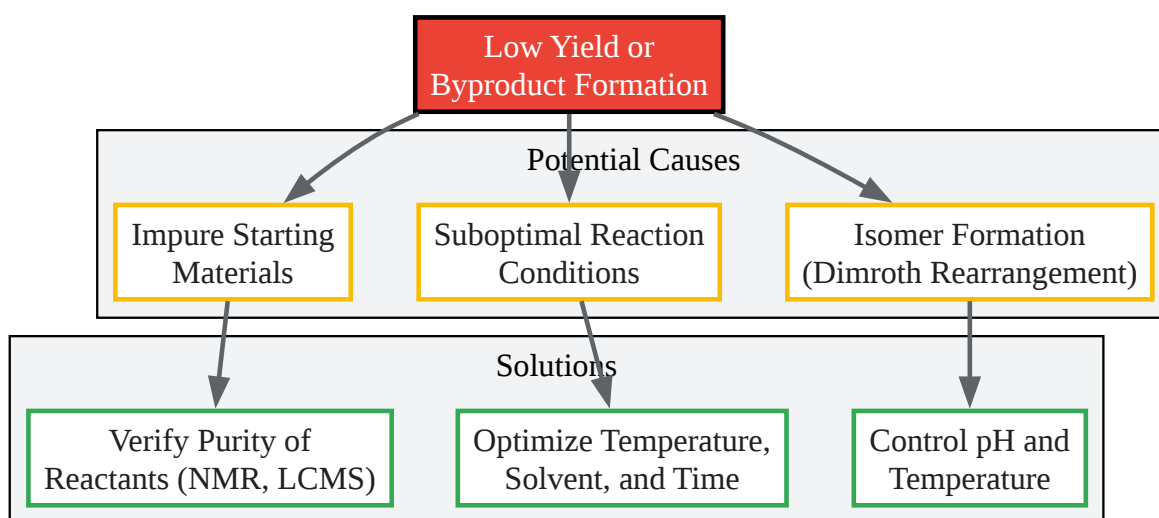 Low Yield or
Byproduct Formation
Potential Causes
Impure Starting
Materials
Suboptimal Reaction
Conditions
Isomer Formation
(Dimroth Rearrangement)
Solutions
Verify Purity of
Reactants (NMR, LCMS)
Optimize Temperature,
Solvent, and Time
Control pH and
Temperature